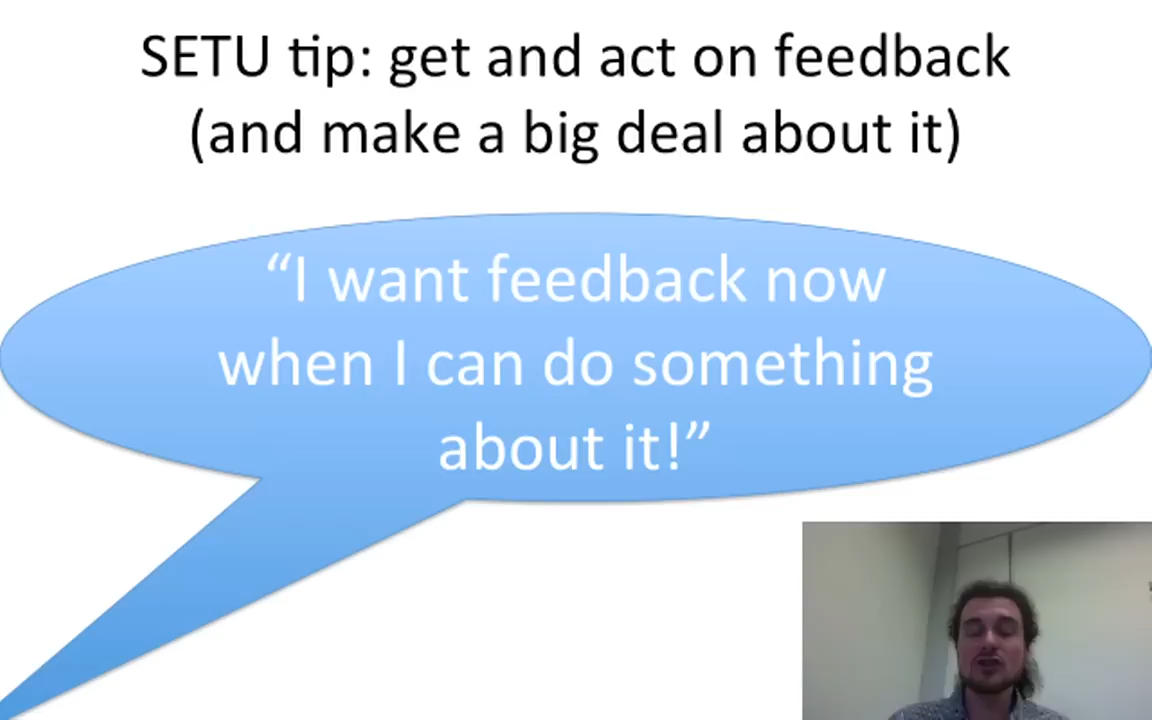 SETU tip: get and act on feedback
(and make a big deal about it)
“I want feedback now
when I can do something
about it!”